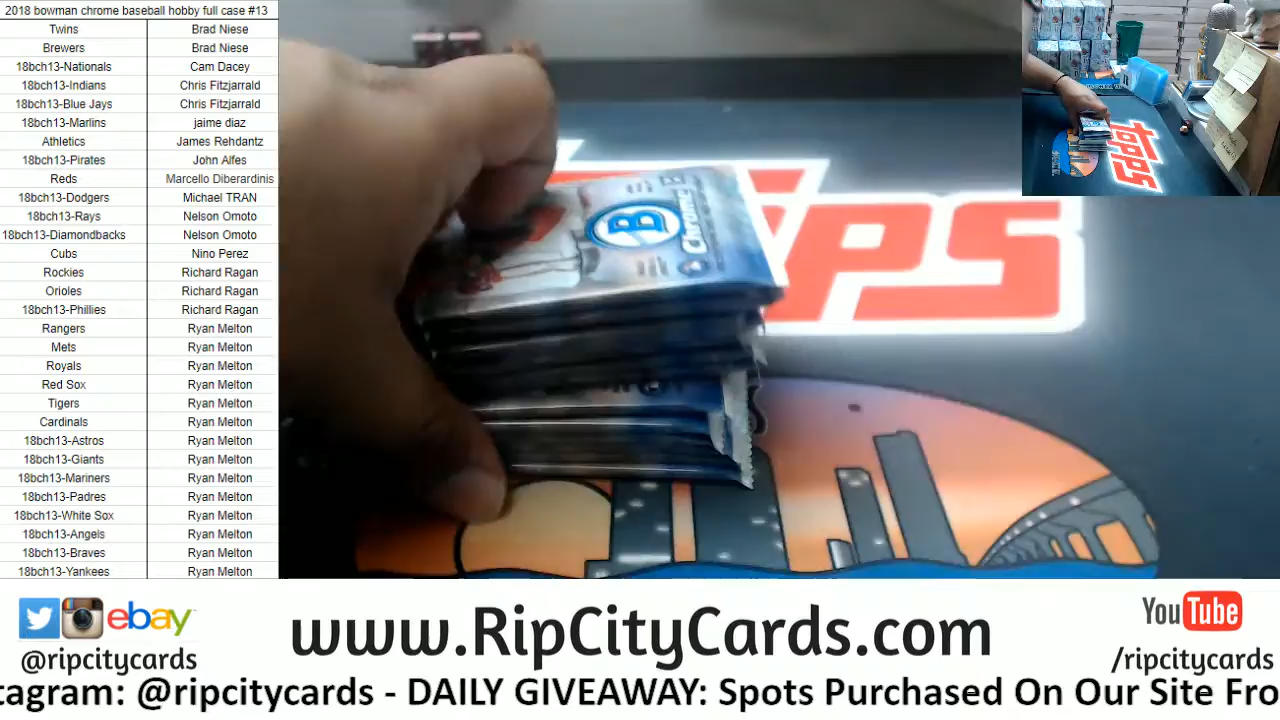 2018 bowman chrome baseball hobby full case #13
Twins Brad Niese
Brewers Brad Niese
18bch13-Nationals Cam Dacey
18bch13-Indians Chris Fitzjarrald
18bch13-Blue Jays Chris Fitzjarrald
18bch13-Marlins jaime diaz
Athletics James Rehdantz
18bch13-Pirates John Alfes
Reds Marcello Diberardinis
18bch13-Dodgers Michael TRAN
18bch13-Rays Nelson Omoto
18bch13-Diamondbacks Nelson Omoto
Cubs Nino Perez
Rockies Richard Ragan
Orioles Richard Ragan
18bch13-Phillies Richard Ragan
Rangers Ryan Melton
Mets Ryan Melton
Royals Ryan Melton
Red Sox Ryan Melton
Tigers Ryan Melton
Cardinals Ryan Melton
18bch13-Astros Ryan Melton
18bch13-Giants Ryan Melton
18bch13-Mariners Ryan Melton
18bch13-Padres Ryan Melton
18bch13-White Sox Ryan Melton
18bch13-Angels Ryan Melton
18bch13-Braves Ryan Melton
18bch13-Yankees Ryan Melton
B Chrome
PS
topps
ebay
@ripcitycards
www.RipCityCards.com
YouTube
/ripcitycards
tagram: @ripcitycards - DAILY GIVEAWAY: Spots Purchased On Our Site Fro